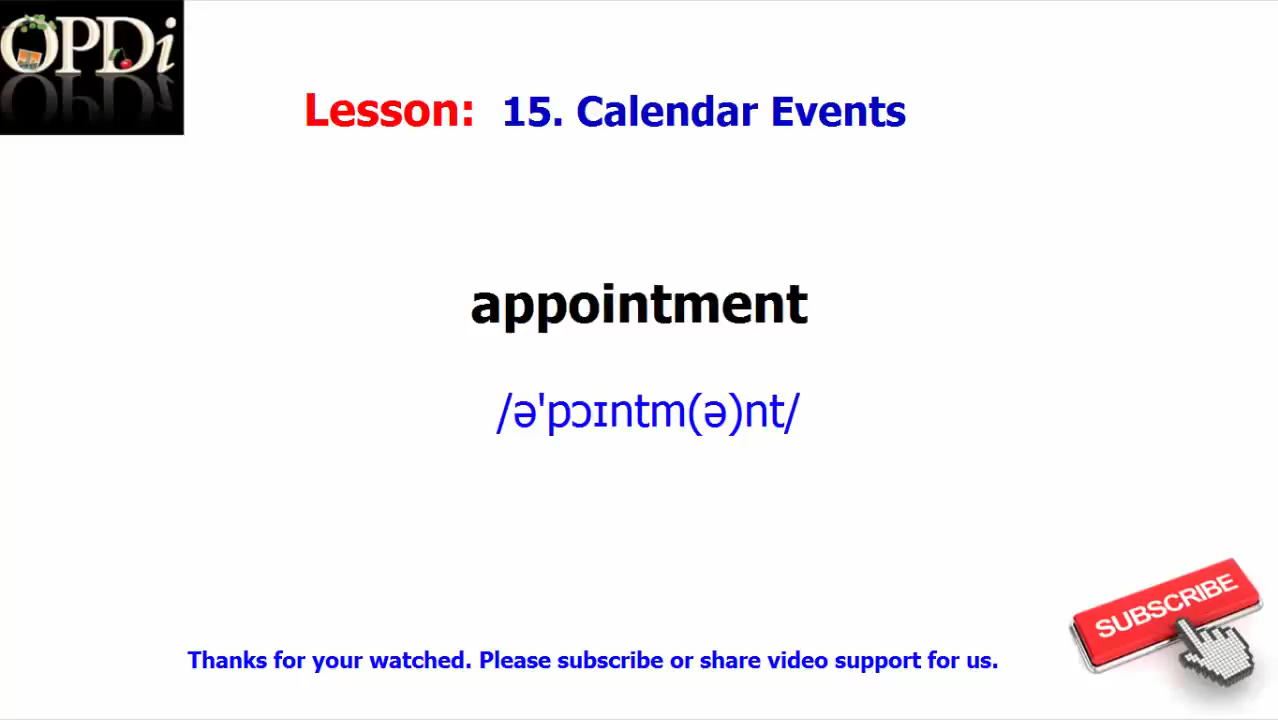 OPDi
Lesson: 15. Calendar Events
appointment
/ə'pɔɪntm(ə)nt/
SUBSCRIBE
Thanks for your watched. Please subscribe or share video support for us.